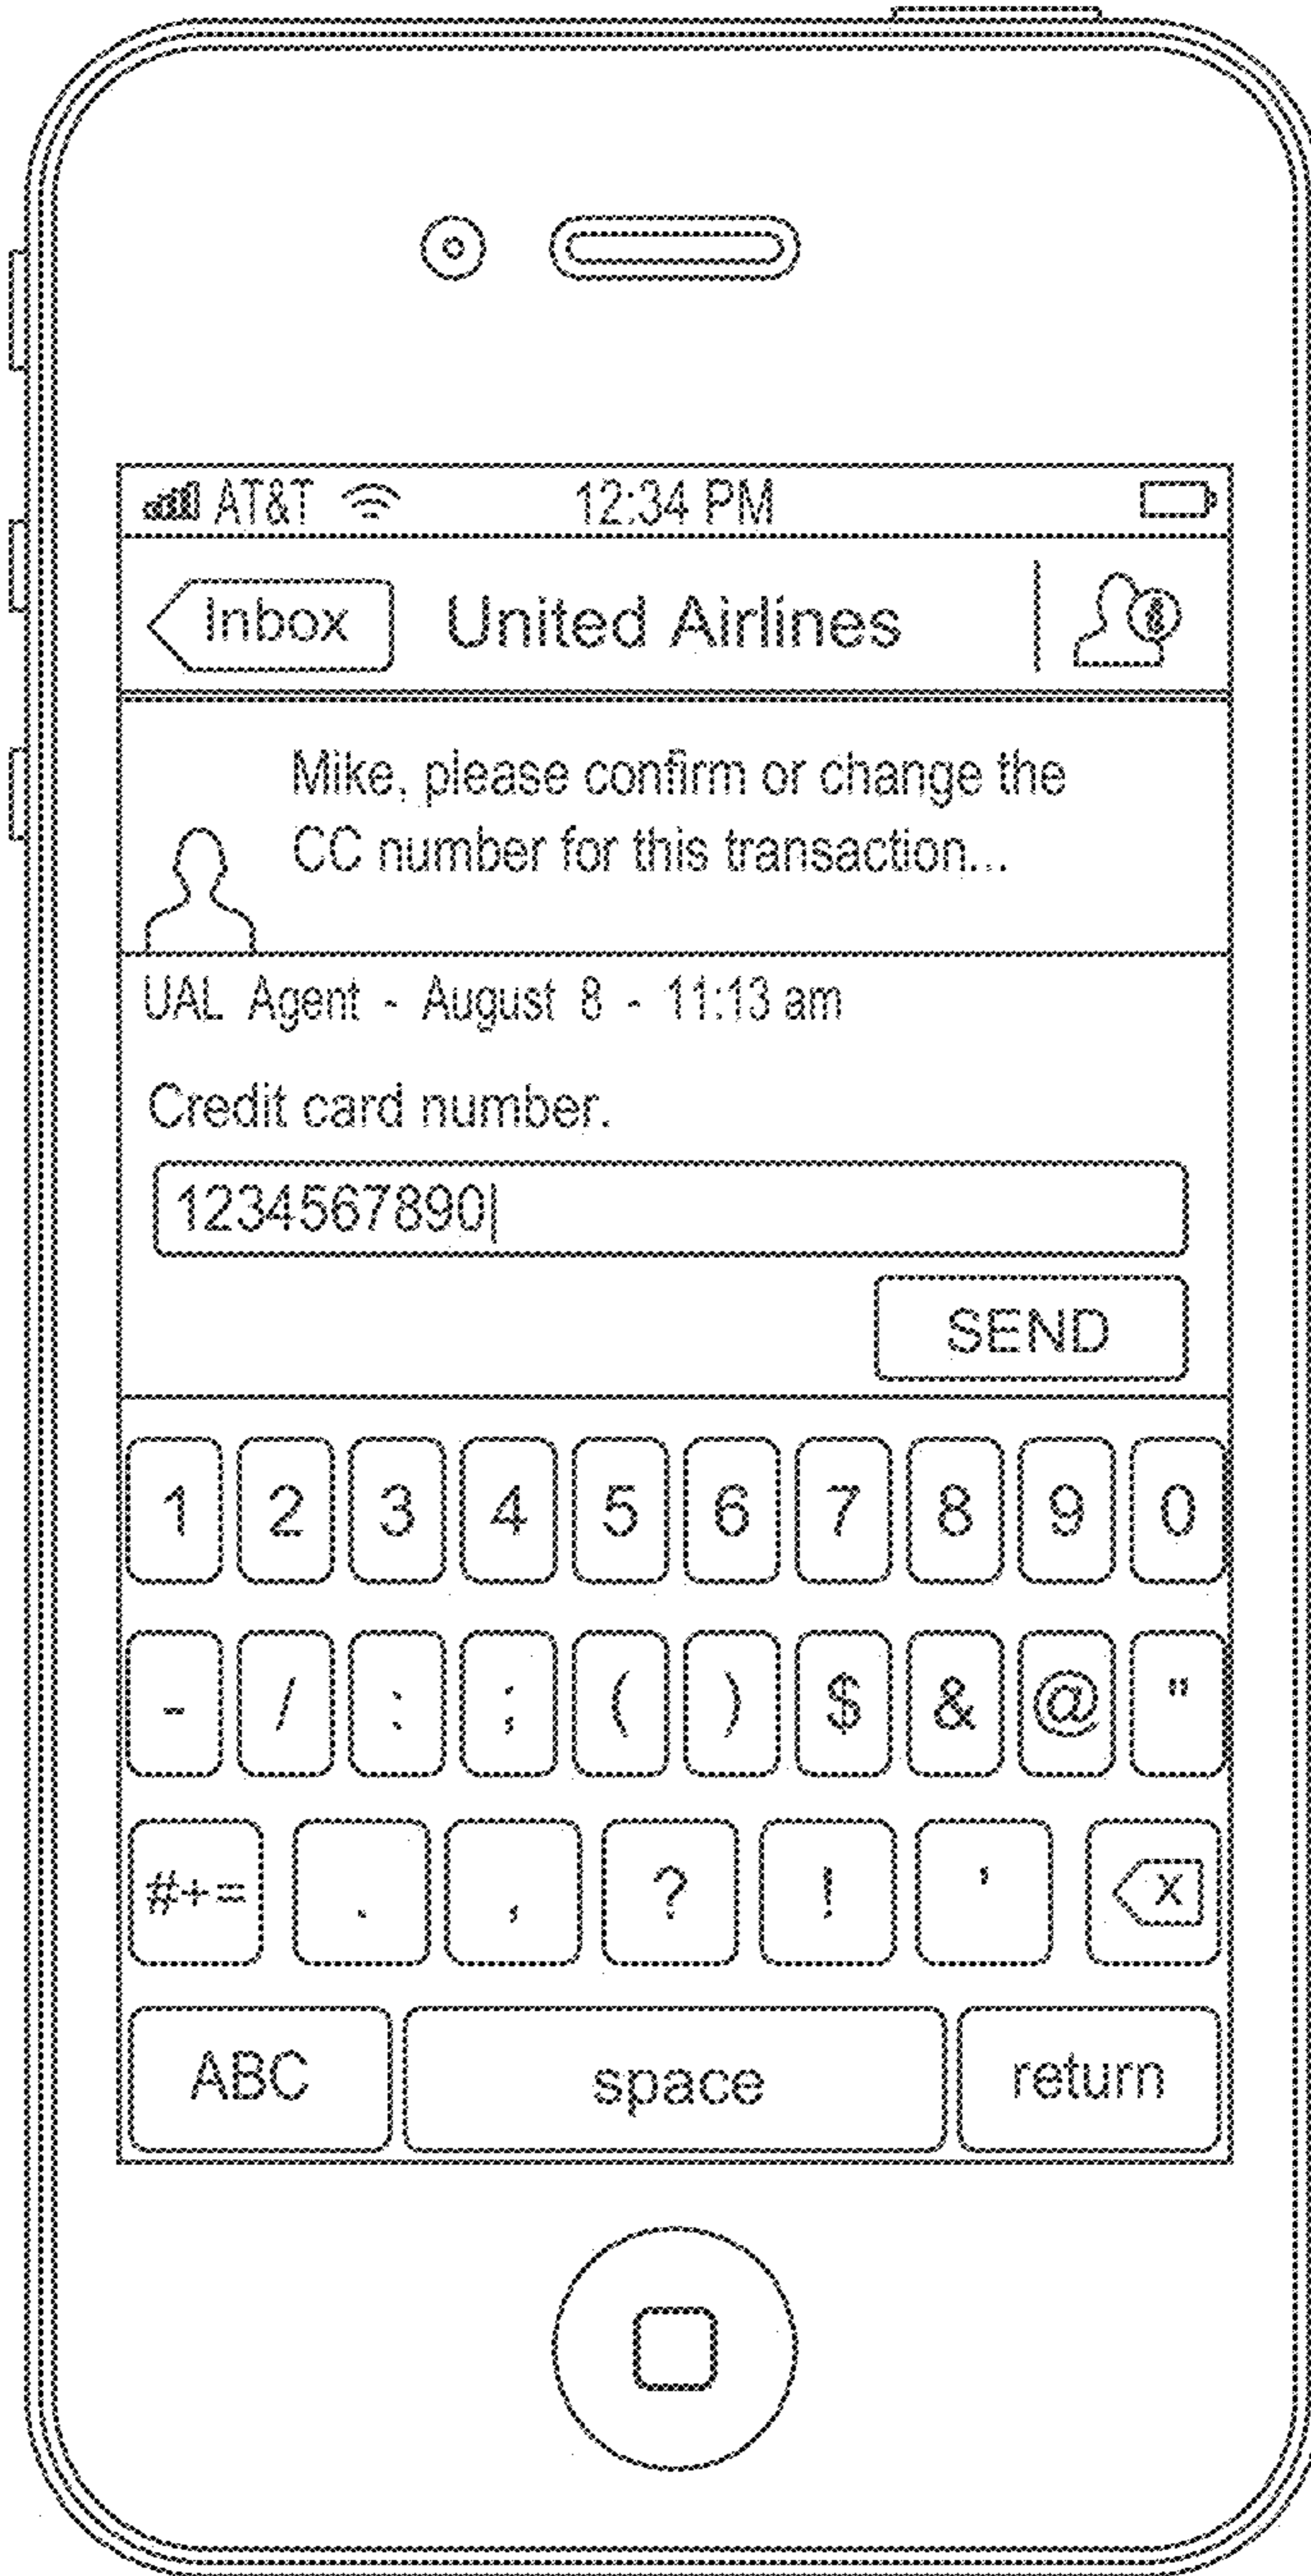 AT&T 12:34 PM
Inbox United Airlines
Mike, please confirm or change the
CC number for this transaction...
UAL Agent - August 8 - 11:13 am
Credit card number.
1234567890
SEND
1 2 3 4 5 6 7 8 9 0
- / : ; ( ) $ & @ "
#+= . , ? ! ' X
ABC space return